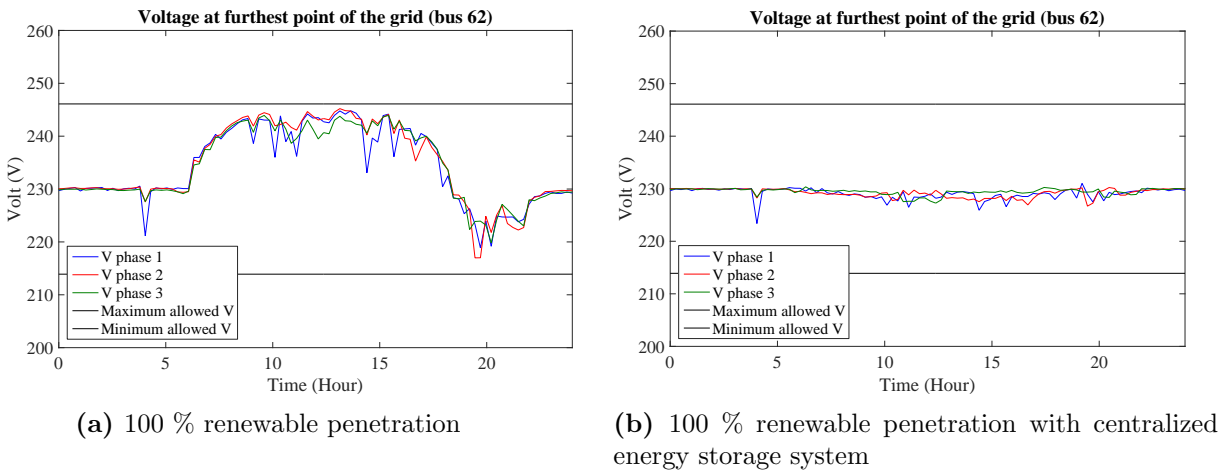 Voltage at furthest point of the grid (bus 62)
260
250
240
230
220
210
200
Volt (V)
V phase 1
V phase 2
V phase 3
Maximum allowed V
Minimum allowed V
0
5
10
15
20
Time (Hour)
(a) 100 % renewable penetration
Voltage at furthest point of the grid (bus 62)
260
250
240
230
220
210
200
Volt (V)
V phase 1
V phase 2
V phase 3
Maximum allowed V
Minimum allowed V
0
5
10
15
20
Time (Hour)
(b) 100 % renewable penetration with centralized
energy storage system